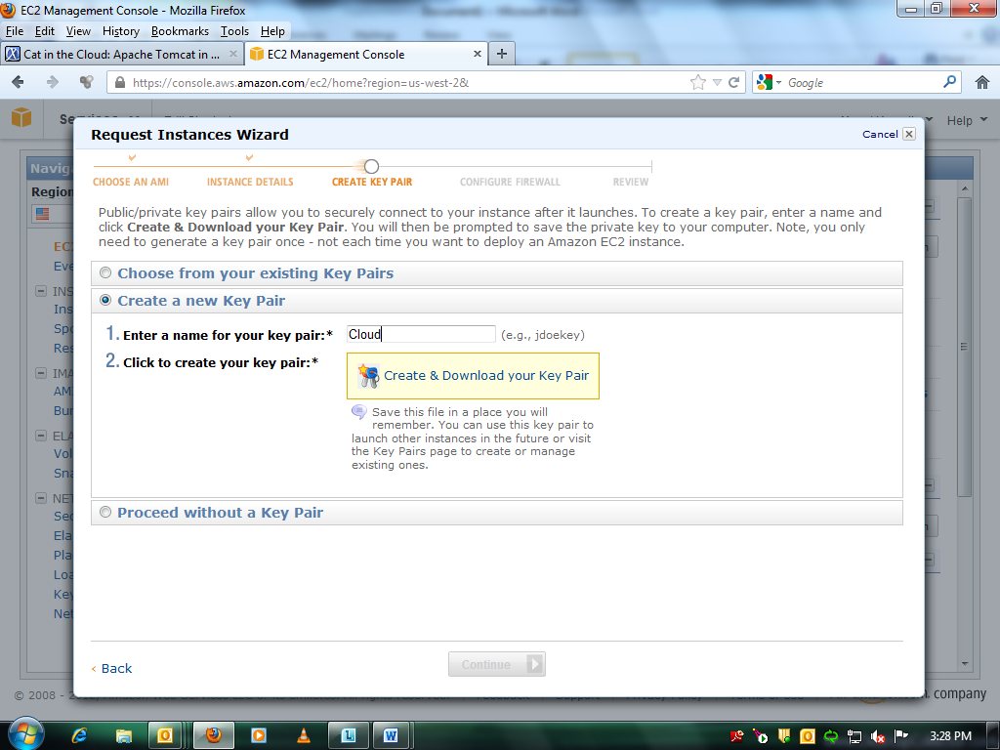 EC2 Management Console - Mozilla Firefox
File Edit View History Bookmarks Tools Help
Cat in the Cloud: Apache Tomcat in ...
EC2 Management Console
https://console.aws.amazon.com/ec2/home?region=us-west-2&
Google
Help
Request Instances Wizard
Cancel
CHOOSE AN AMI
INSTANCE DETAILS
CREATE KEY PAIR
CONFIGURE FIREWALL
REVIEW
Public/private key pairs allow you to securely connect to your instance after it launches. To create a key pair, enter a name and
click Create & Download your Key Pair. You will then be prompted to save the private key to your computer. Note, you only
need to generate a key pair once - not each time you want to deploy an Amazon EC2 instance.
Choose from your existing Key Pairs
Create a new Key Pair
1. Enter a name for your key pair:* Cloud (e.g., jdoekey)
2. Click to create your key pair:* Create & Download your Key Pair
Save this file in a place you will
remember. You can use this key pair to
launch other instances in the future or visit
the Key Pairs page to create or manage
existing ones.
Proceed without a Key Pair
‹ Back
Continue
© 2008 -
company
3:28 PM